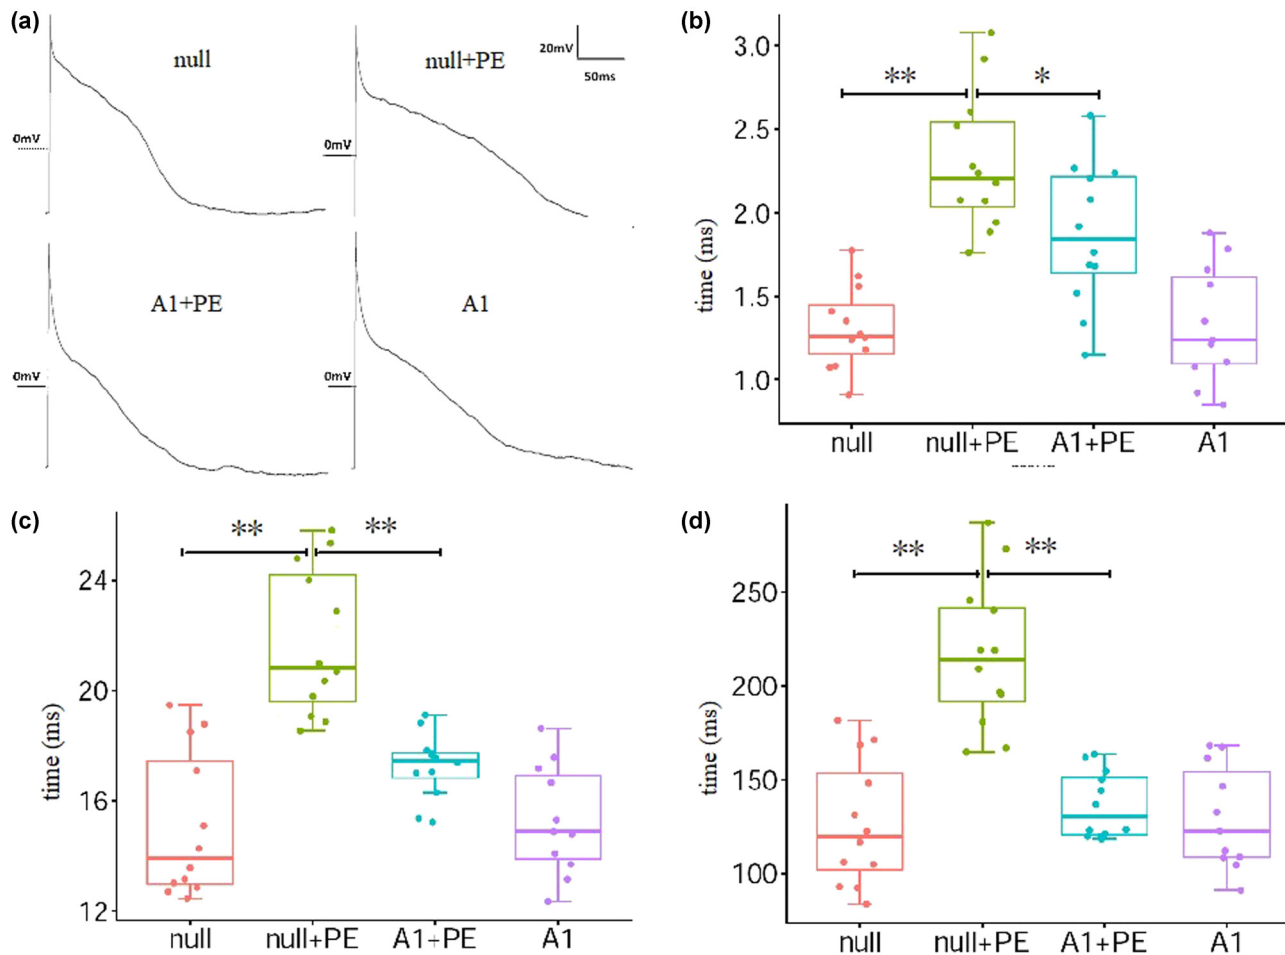 (a)
null
null+PE
20mV
50ms
0mV
0mV
A1+PE
A1
0mV
0mV
(b)
time (ms)
3.0
2.5
2.0
1.5
1.0
**
*
null
null+PE
A1+PE
A1
(c)
time (ms)
24
20
16
12
**
**
null
null+PE
A1+PE
A1
(d)
time (ms)
250
200
150
100
**
**
null
null+PE
A1+PE
A1